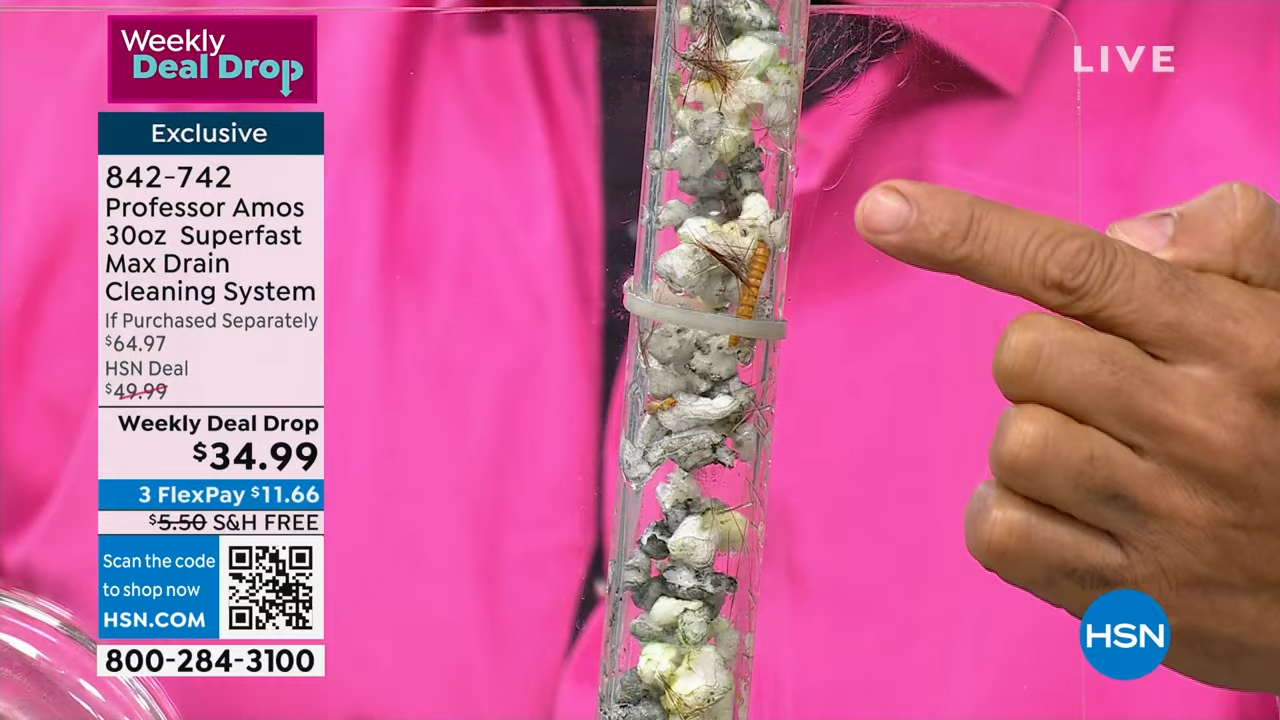 Weekly
Deal Drop
LIVE
Exclusive
842-742
Professor Amos
30oz Superfast
Max Drain
Cleaning System
If Purchased Separately
$64.97
HSN Deal
$49.99
Weekly Deal Drop
$34.99
3 FlexPay $11.66
$5.50 S&H FREE
Scan the code
to shop now
HSN.COM
800-284-3100
HSN